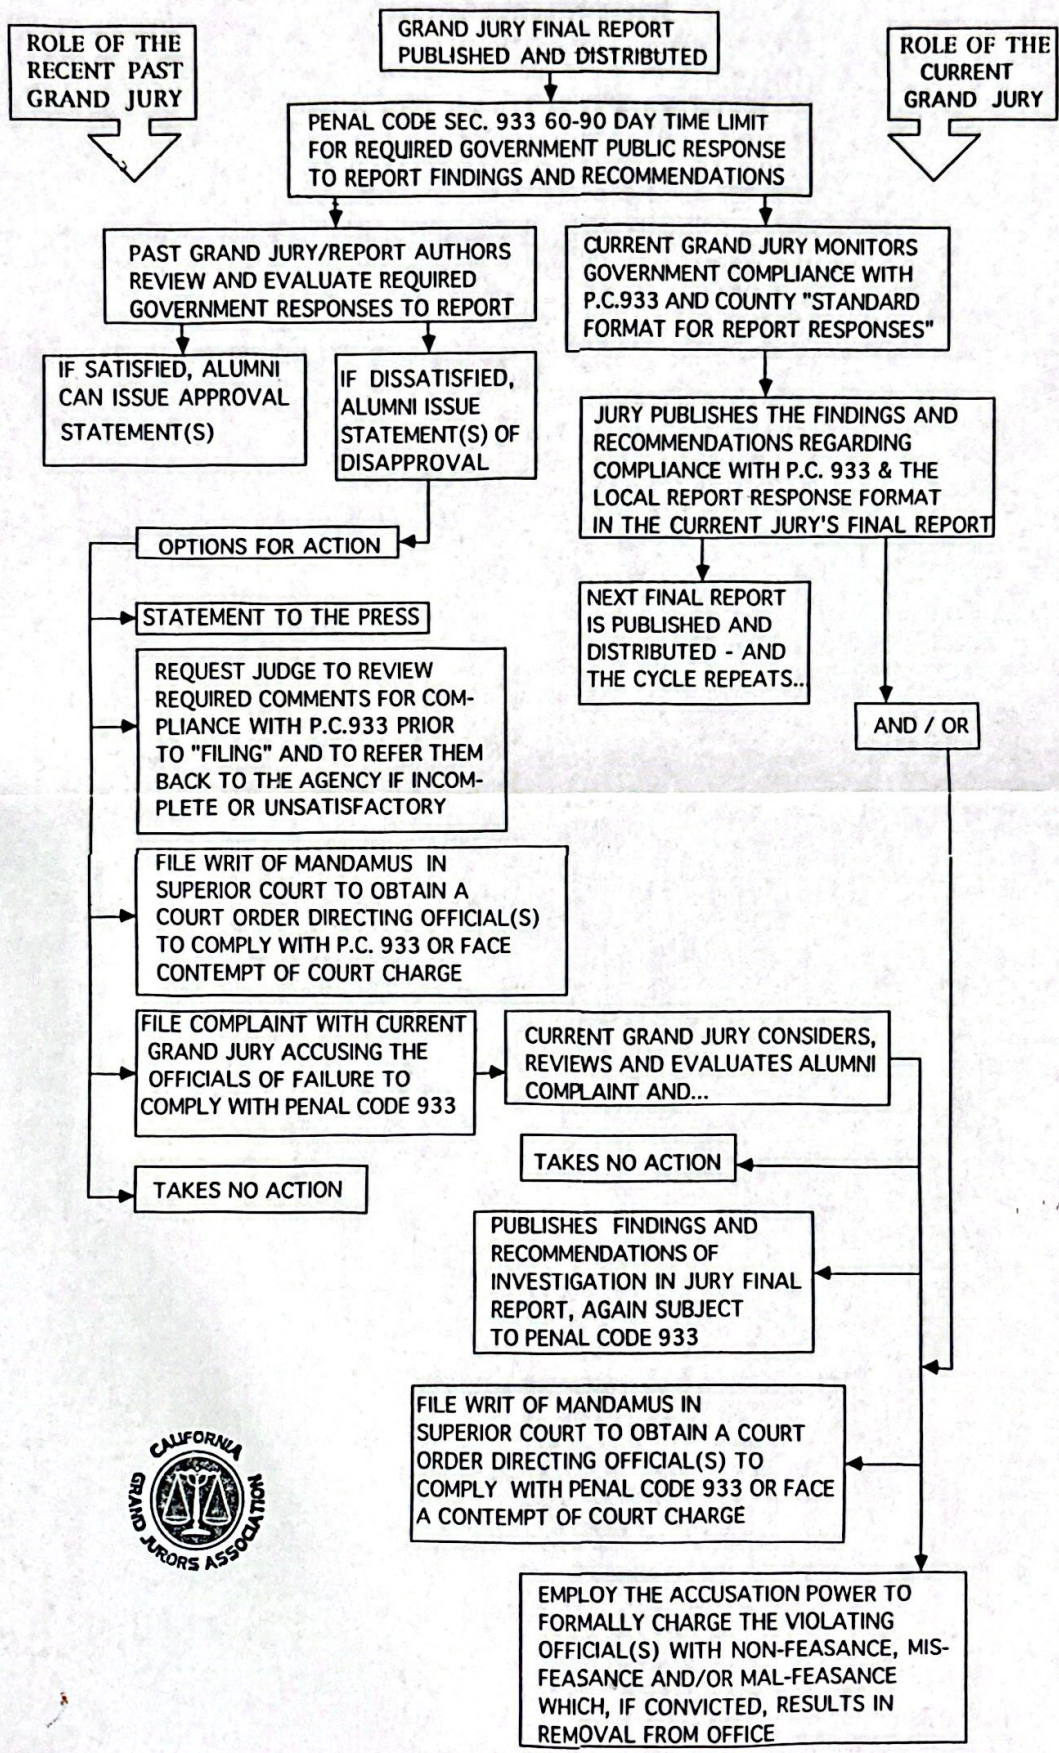 GRAND JURY FINAL REPORT
PUBLISHED AND DISTRIBUTED
ROLE OF THE
RECENT PAST
GRAND JURY
ROLE OF THE
CURRENT
GRAND JURY
PENAL CODE SEC. 933 60-90 DAY TIME LIMIT
FOR REQUIRED GOVERNMENT PUBLIC RESPONSE
TO REPORT FINDINGS AND RECOMMENDATIONS
PAST GRAND JURY/REPORT AUTHORS
REVIEW AND EVALUATE REQUIRED
GOVERNMENT RESPONSES TO REPORT
CURRENT GRAND JURY MONITORS
GOVERNMENT COMPLIANCE WITH
P.C.933 AND COUNTY "STANDARD
FORMAT FOR REPORT RESPONSES"
IF SATISFIED, ALUMNI
CAN ISSUE APPROVAL
STATEMENT(S)
IF DISSATISFIED,
ALUMNI ISSUE
STATEMENT(S) OF
DISAPPROVAL
JURY PUBLISHES THE FINDINGS AND
RECOMMENDATIONS REGARDING
COMPLIANCE WITH P.C. 933 & THE
LOCAL REPORT RESPONSE FORMAT
IN THE CURRENT JURY'S FINAL REPORT
OPTIONS FOR ACTION
NEXT FINAL REPORT
IS PUBLISHED AND
DISTRIBUTED - AND
THE CYCLE REPEATS...
STATEMENT TO THE PRESS
REQUEST JUDGE TO REVIEW
REQUIRED COMMENTS FOR COM-
PLIANCE WITH P.C.933 PRIOR
TO "FILING" AND TO REFER THEM
BACK TO THE AGENCY IF INCOM-
PLETE OR UNSATISFACTORY
AND / OR
FILE WRIT OF MANDAMUS IN
SUPERIOR COURT TO OBTAIN A
COURT ORDER DIRECTING OFFICIAL(S)
TO COMPLY WITH P.C. 933 OR FACE
CONTEMPT OF COURT CHARGE
FILE COMPLAINT WITH CURRENT
GRAND JURY ACCUSING THE
OFFICIALS OF FAILURE TO
COMPLY WITH PENAL CODE 933
CURRENT GRAND JURY CONSIDERS,
REVIEWS AND EVALUATES ALUMNI
COMPLAINT AND...
TAKES NO ACTION
TAKES NO ACTION
PUBLISHES FINDINGS AND
RECOMMENDATIONS OF
INVESTIGATION IN JURY FINAL
REPORT, AGAIN SUBJECT
TO PENAL CODE 933
FILE WRIT OF MANDAMUS IN
SUPERIOR COURT TO OBTAIN A COURT
ORDER DIRECTING OFFICIAL(S) TO
COMPLY WITH PENAL CODE 933 OR FACE
A CONTEMPT OF COURT CHARGE
CALIFORNIA
GRAND JURORS ASSOCIATION
EMPLOY THE ACCUSATION POWER TO
FORMALLY CHARGE THE VIOLATING
OFFICIAL(S) WITH NON-FEASANCE, MIS-
FEASANCE AND/OR MAL-FEASANCE
WHICH, IF CONVICTED, RESULTS IN
REMOVAL FROM OFFICE